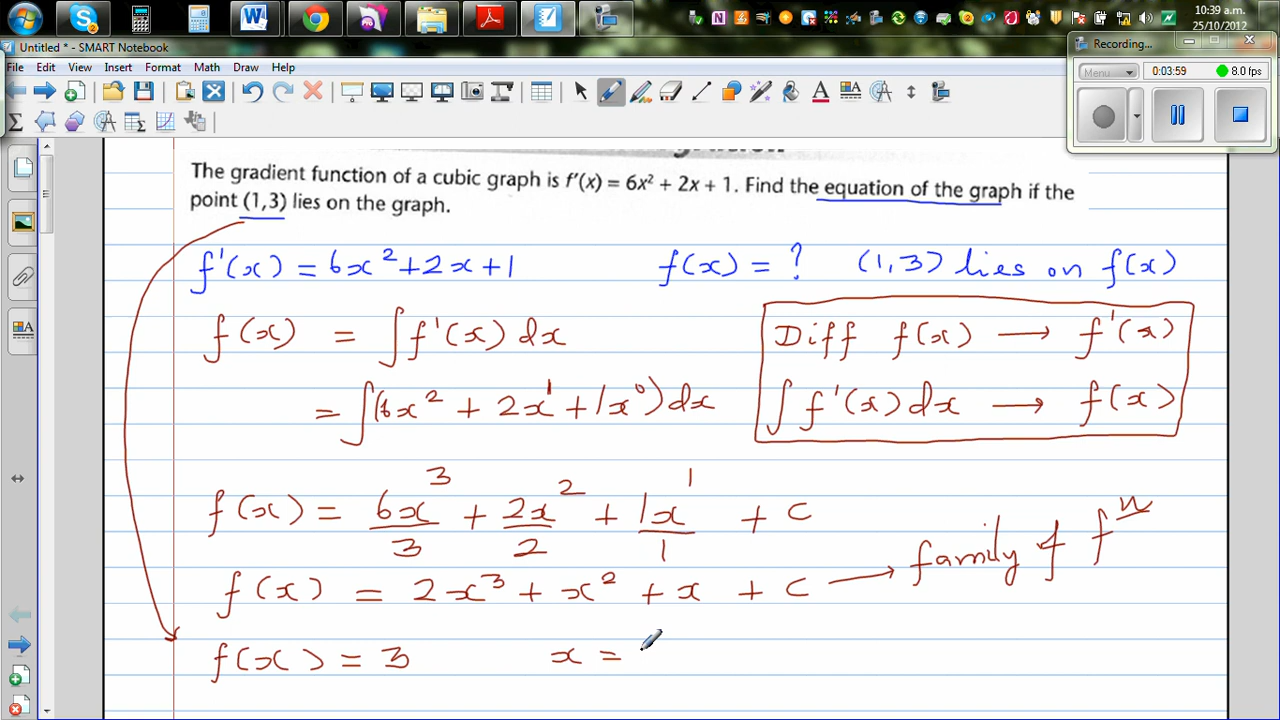 10:39 a.m.
25/10/2012
Untitled * - SMART Notebook
File Edit View Insert Format Math Draw Help
Recording...
Menu 0:03:59 8.0 fps
The gradient function of a cubic graph is f'(x) = 6x² + 2x + 1. Find the equation of the graph if the
point (1,3) lies on the graph.
f'(x) = 6x² + 2x + 1 f(x) = ? (1,3) lies on f(x)
f(x) = ∫ f'(x) dx
Diff f(x) → f'(x)
= ∫(6x² + 2x¹ + 1x⁰) dx
∫ f'(x) dx → f(x)
f(x) = 6x³/3 + 2x²/2 + 1x¹/1 + c
f(x) = 2x³ + x² + x + c → family of fⁿ
f(x) = 3 x =